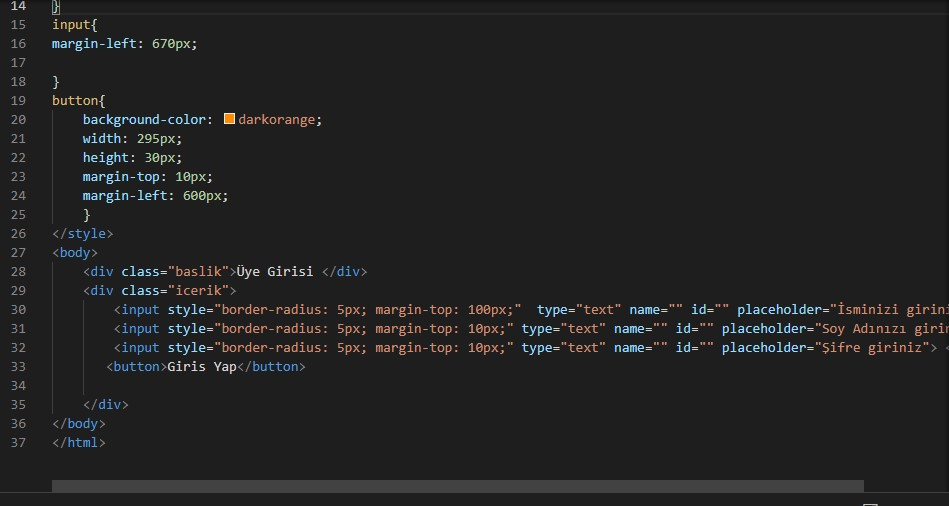 14 }
15 input{
16 margin-left: 670px;
17
18 }
19 button{
20 background-color: darkorange;
21 width: 295px;
22 height: 30px;
23 margin-top: 10px;
24 margin-left: 600px;
25 }
26 </style>
27 <body>
28 <div class="baslik">Üye Girisi </div>
29 <div class="icerik">
30 <input style="border-radius: 5px; margin-top: 100px;"  type="text" name="" id="" placeholder="İsminizi girini
31 <input style="border-radius: 5px; margin-top: 10px;" type="text" name="" id="" placeholder="Soy Adınızı girin
32 <input style="border-radius: 5px; margin-top: 10px;" type="text" name="" id="" placeholder="Şifre giriniz"> <
33 <button>Giris Yap</button>
34
35 </div>
36 </body>
37 </html>